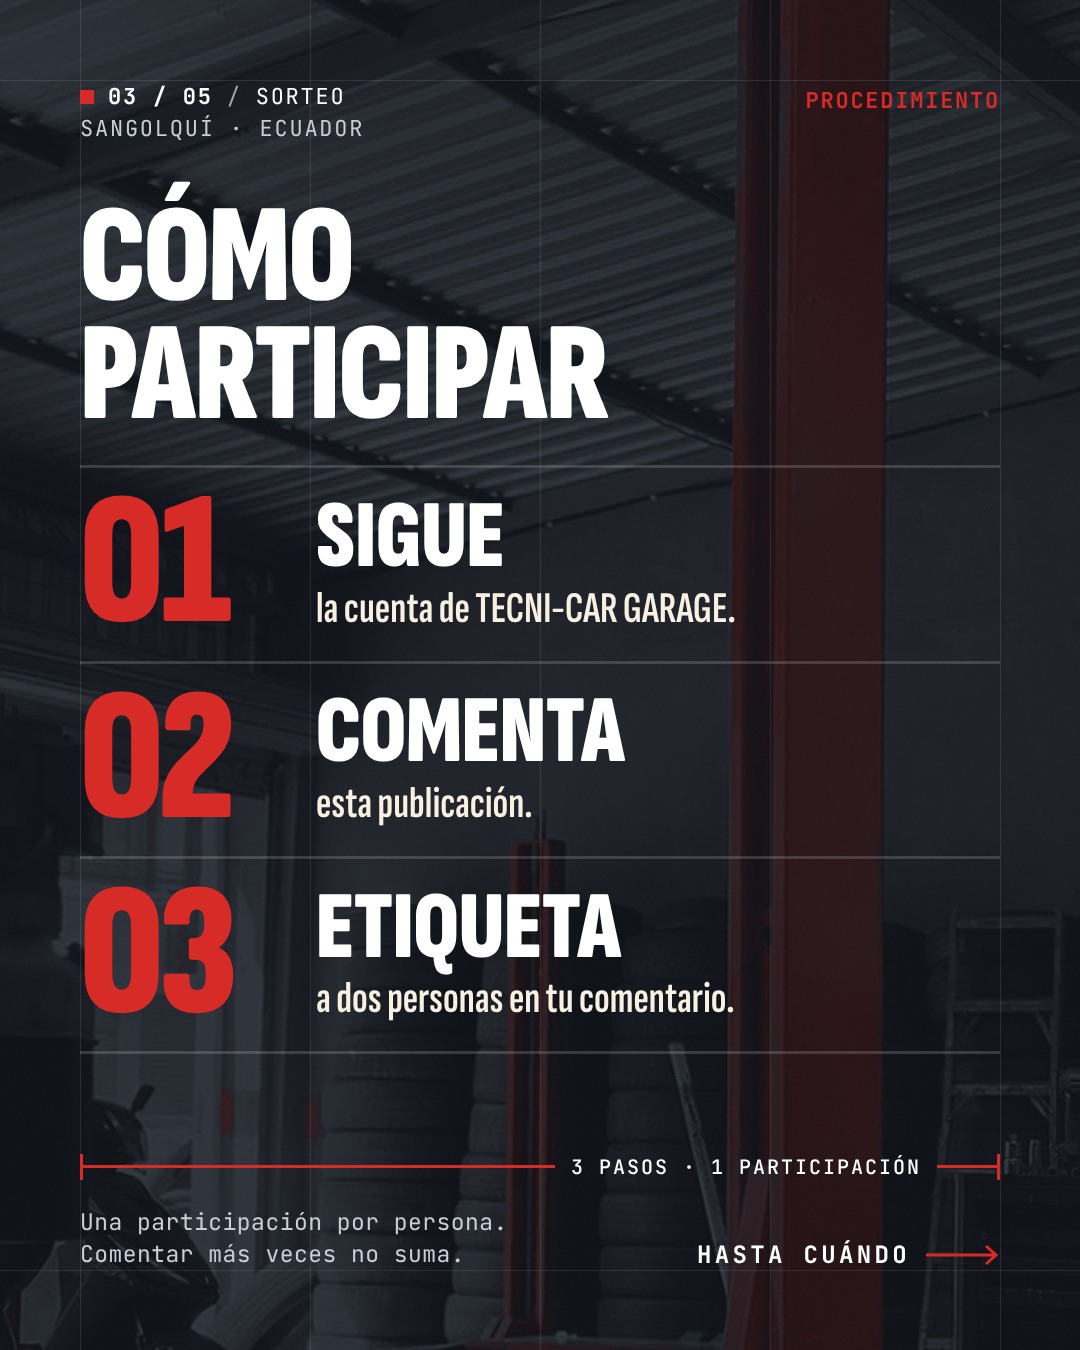 03 / 05 / SORTEO
SANGOLQUÍ · ECUADOR
PROCEDIMIENTO
CÓMO
PARTICIPAR
01
SIGUE
la cuenta de TECNI-CAR GARAGE.
02
COMENTA
esta publicación.
03
ETIQUETA
a dos personas en tu comentario.
3 PASOS · 1 PARTICIPACIÓN
Una participación por persona.
Comentar más veces no suma.
HASTA CUÁNDO